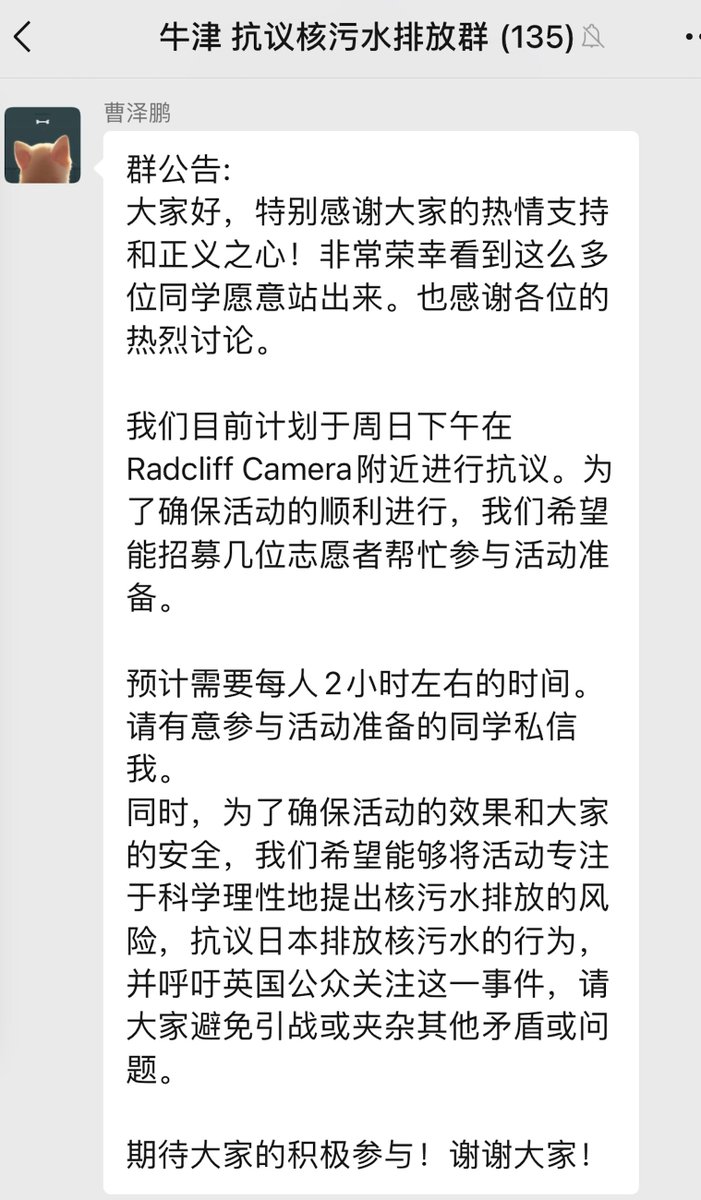 牛津 抗议核污水排放群 (135)
曹泽鹏
群公告:
大家好，特别感谢大家的热情支持
和正义之心！非常荣幸看到这么多
位同学愿意站出来。也感谢各位的
热烈讨论。
我们目前计划于周日下午在
Radcliff Camera附近进行抗议。为
了确保活动的顺利进行，我们希望
能招募几位志愿者帮忙参与活动准
备。
预计需要每人2小时左右的时间。
请有意参与活动准备的同学私信
我。
同时，为了确保活动的效果和大家
的安全，我们希望能够将活动专注
于科学理性地提出核污水排放的风
险，抗议日本排放核污水的行为，
并呼吁英国公众关注这一事件，请
大家避免引战或夹杂其他矛盾或问
题。
期待大家的积极参与！谢谢大家！